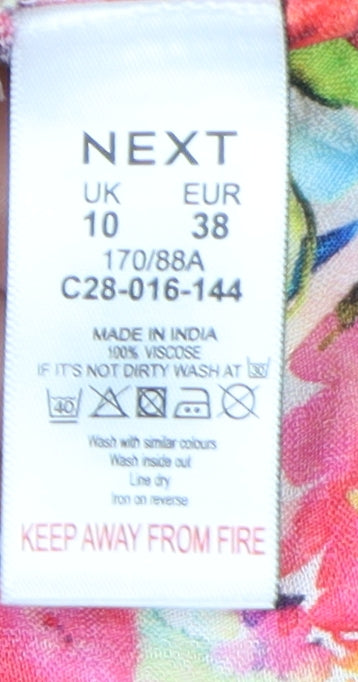 NEXT
UK EUR
10 38
170/88A
C28-016-144
MADE IN INDIA
100% VISCOSE
IF IT'S NOT DIRTY WASH AT 30
40
Wash with similar colours
Wash inside out
Line dry
Iron on reverse
KEEP AWAY FROM FIRE